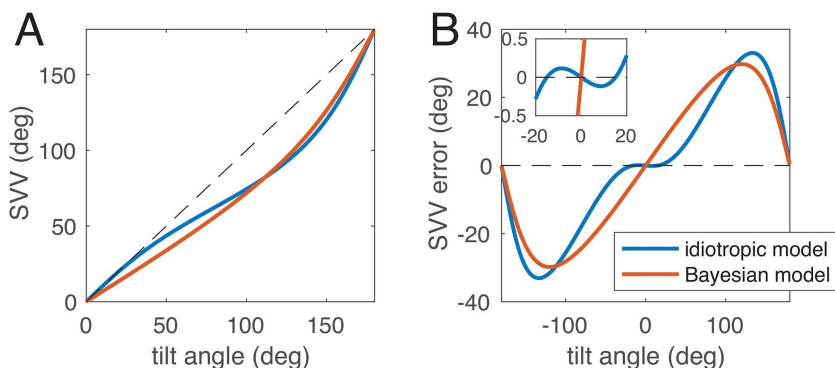 A
150
100
50
0
SVV (deg)
0
50
100
150
tilt angle (deg)
B
40
20
0
-20
-40
SVV error (deg)
0.5
0
-0.5
-20
0
20
idiotropic model
Bayesian model
-100
0
100
tilt angle (deg)